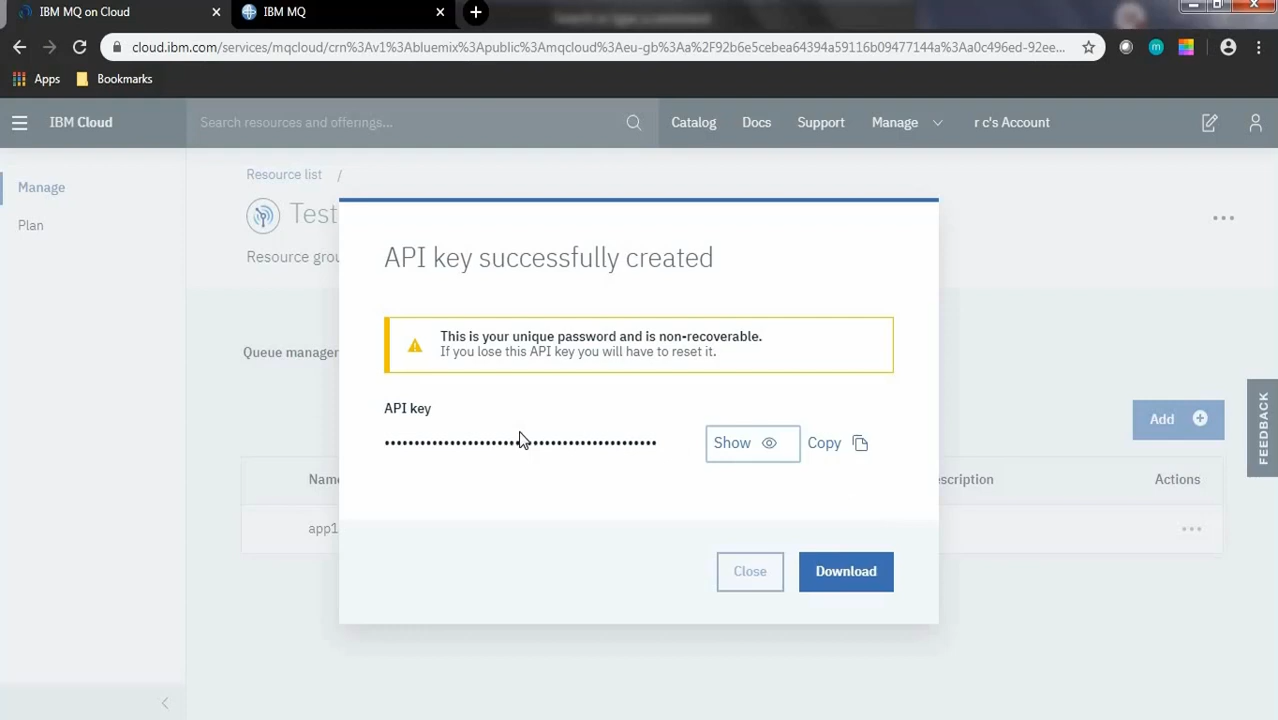 IBM MQ on Cloud
IBM MQ
cloud.ibm.com/services/mqcloud/crn%3Av1%3Abluemix%3Apublic%3Amqcloud%3Aeu-gb%3Aa%2F92b6e5cebea64394a59116b09477144a%3Aa0c496ed-92ee...
Apps
Bookmarks
IBM Cloud
Search resources and offerings...
Catalog
Docs
Support
Manage
r c's Account
Manage
Plan
Resource list /
Test
Resource grou
Queue manager
API key successfully created
This is your unique password and is non-recoverable.
If you lose this API key you will have to reset it.
API key
Show
Copy
Close
Download
Add
FEEDBACK
Name
scription
Actions
app1